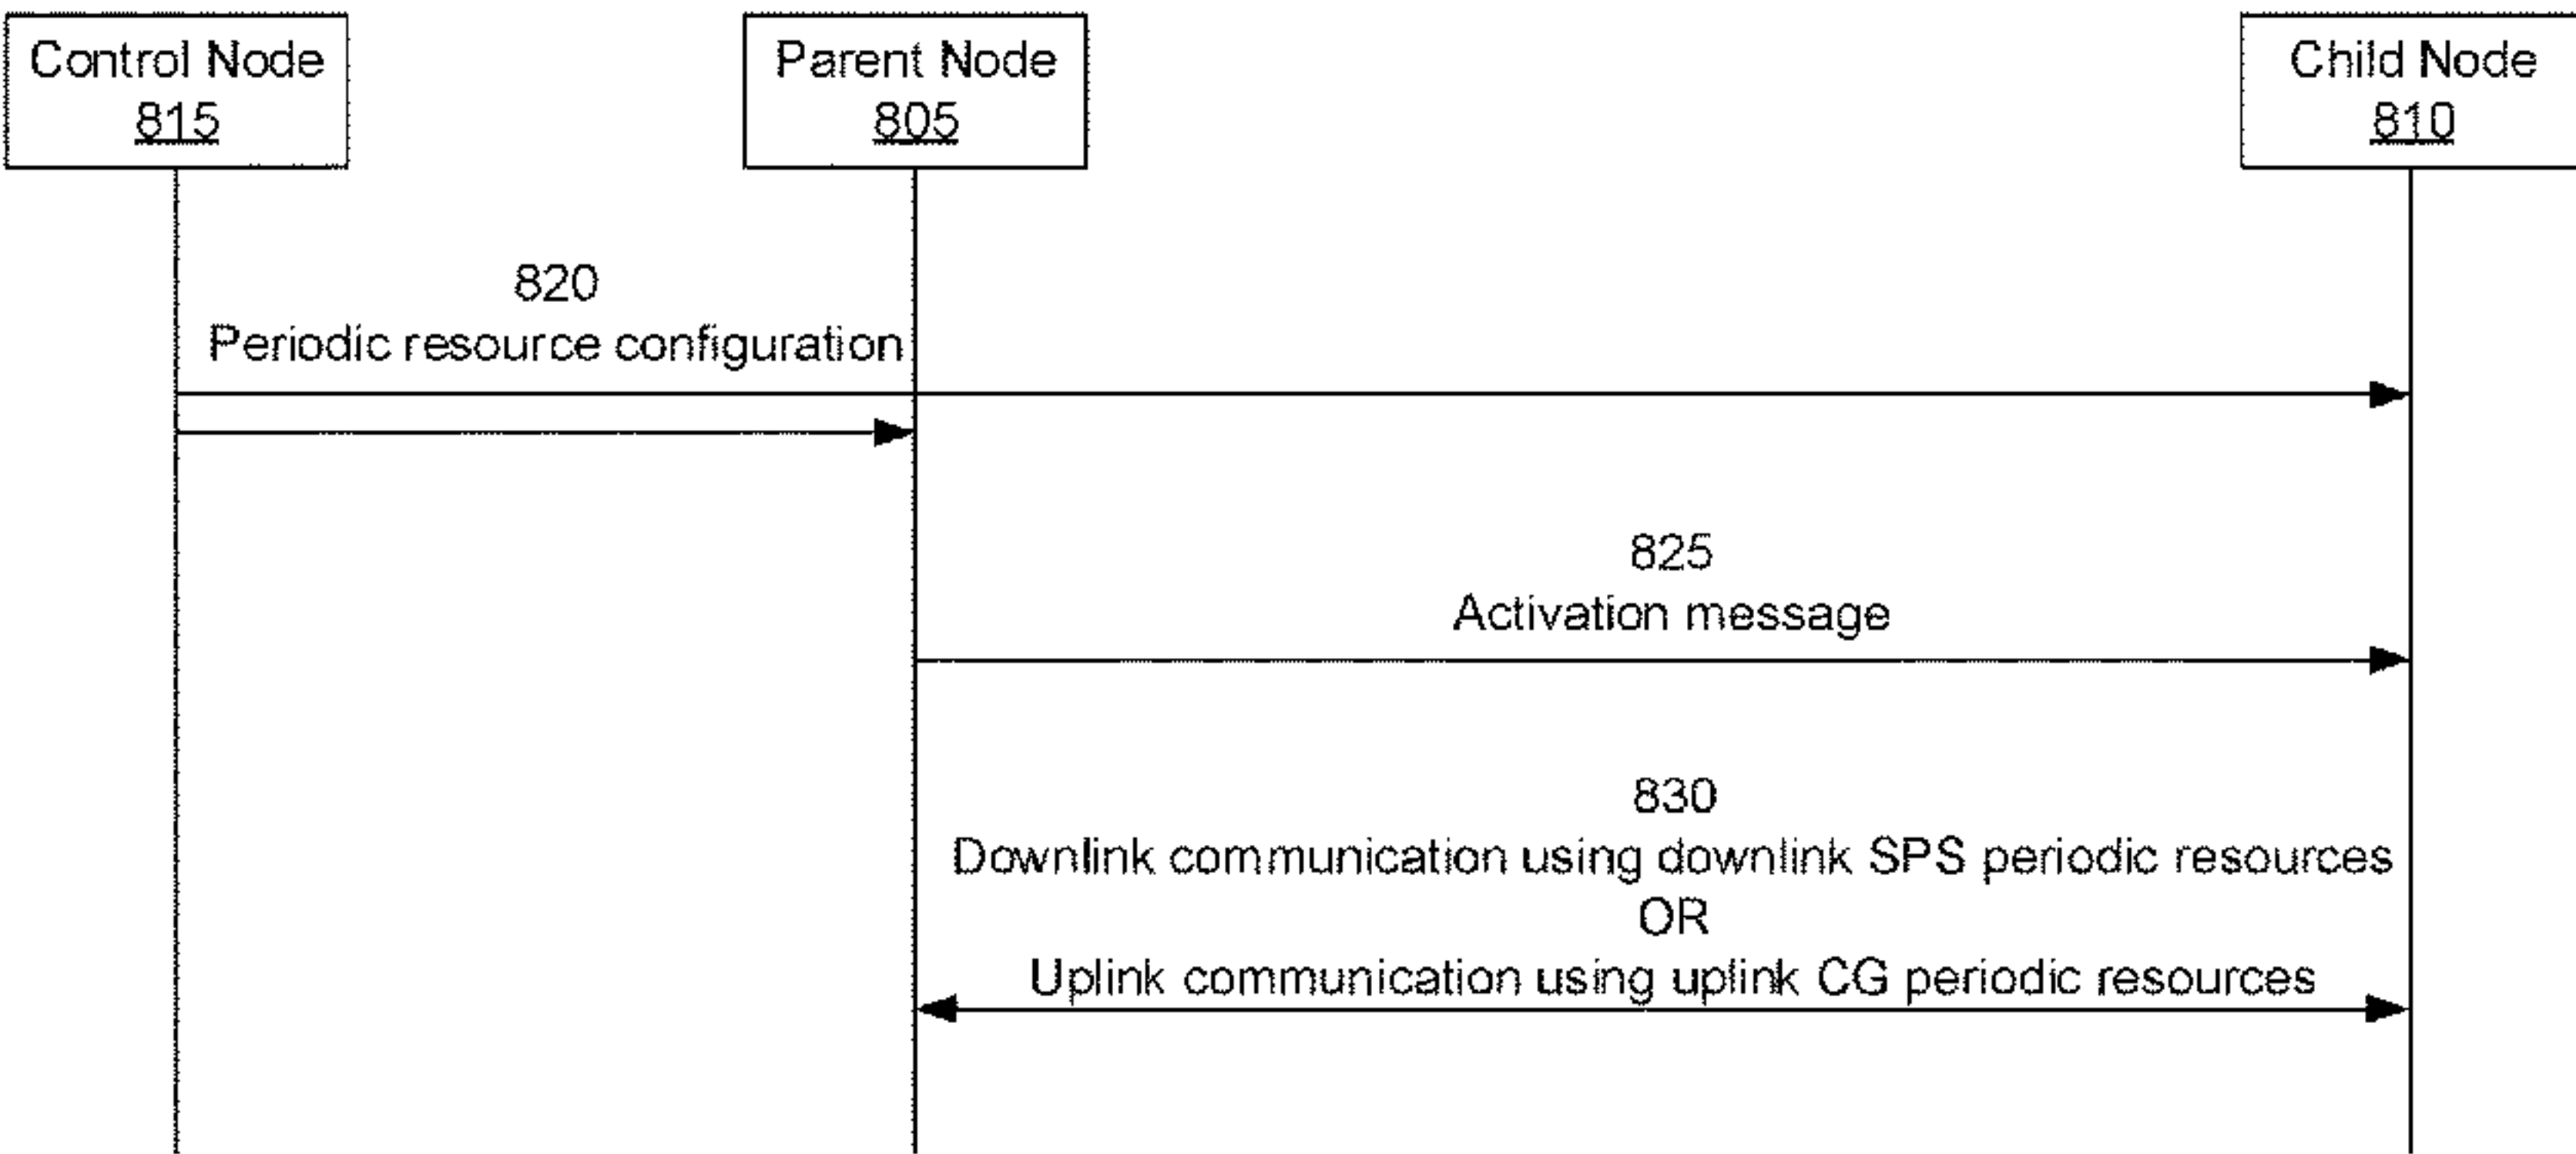 Control Node
815
Parent Node
805
Child Node
810
820
Periodic resource configuration
825
Activation message
830
Downlink communication using downlink SPS periodic resources
OR
Uplink communication using uplink CG periodic resources